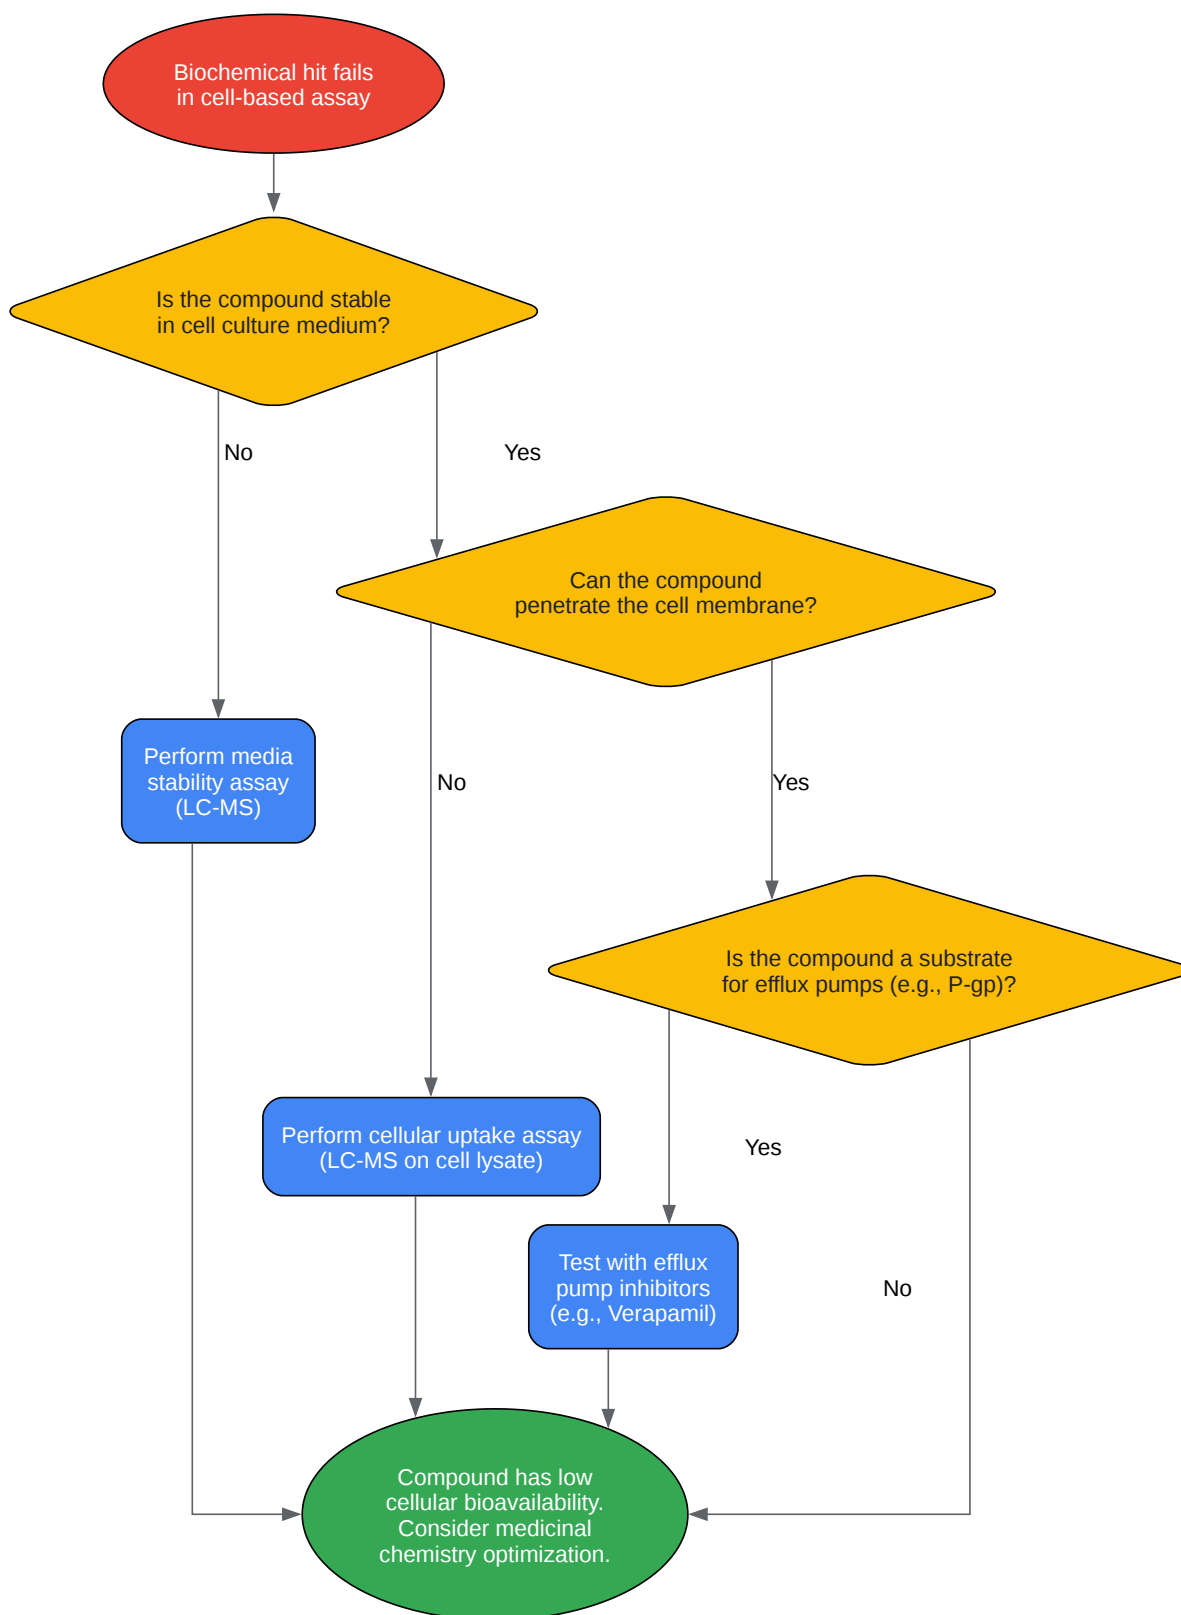 Biochemical hit fails
in cell-based assay
Is the compound stable
in cell culture medium?
No
Yes
Can the compound
penetrate the cell membrane?
Perform media
stability assay
(LC-MS)
No
Yes
Is the compound a substrate
for efflux pumps (e.g., P-gp)?
Perform cellular uptake assay
(LC-MS on cell lysate)
Yes
Test with efflux
pump inhibitors
(e.g., Verapamil)
No
Compound has low
cellular bioavailability.
Consider medicinal
chemistry optimization.